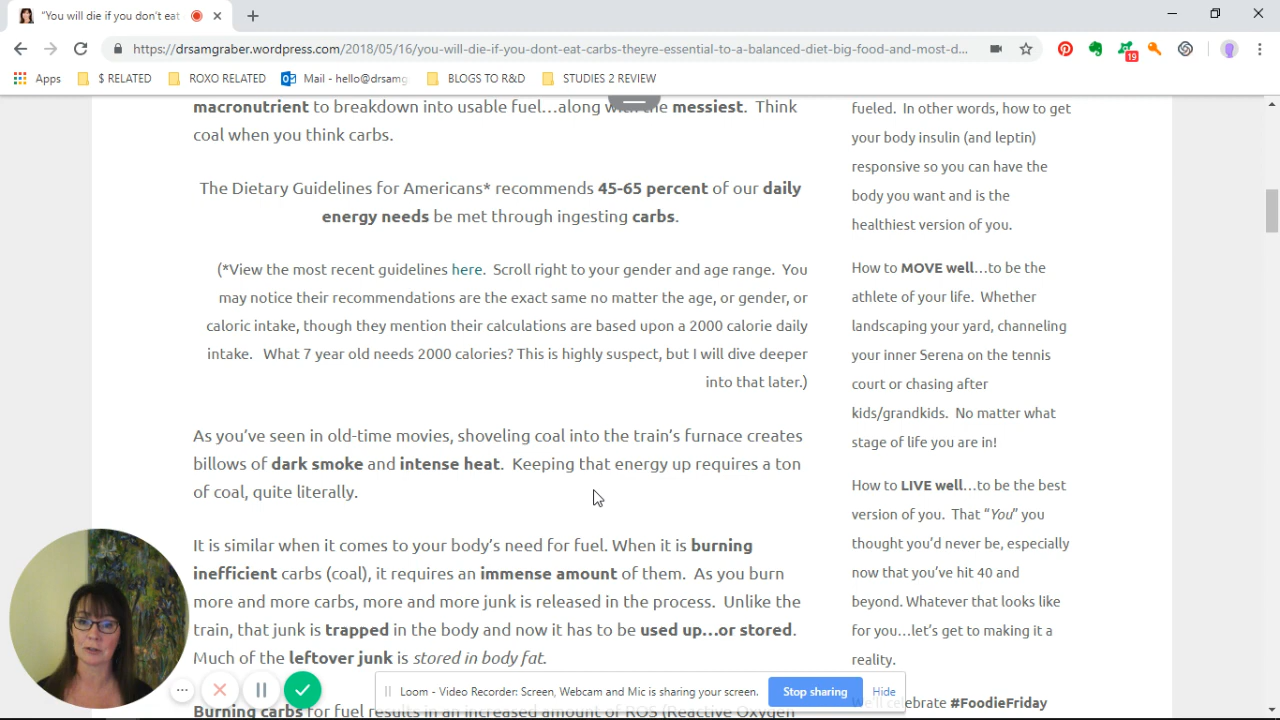 "You will die if you don't eat
https://drsamgraber.wordpress.com/2018/05/16/you-will-die-if-you-dont-eat-carbs-theyre-essential-to-a-balanced-diet-big-food-and-most-d...
19
Apps
$ RELATED
ROXO RELATED
Mail - hello@drsamg
BLOGS TO R&D
STUDIES 2 REVIEW
macronutrient to breakdown into usable fuel...along with the messiest. Think
coal when you think carbs.
The Dietary Guidelines for Americans* recommends 45-65 percent of our daily
energy needs be met through ingesting carbs.
(*View the most recent guidelines here. Scroll right to your gender and age range. You
may notice their recommendations are the exact same no matter the age, or gender, or
caloric intake, though they mention their calculations are based upon a 2000 calorie daily
intake. What 7 year old needs 2000 calories? This is highly suspect, but I will dive deeper
into that later.)
As you've seen in old-time movies, shoveling coal into the train's furnace creates
billows of dark smoke and intense heat. Keeping that energy up requires a ton
of coal, quite literally.
It is similar when it comes to your body's need for fuel. When it is burning
inefficient carbs (coal), it requires an immense amount of them. As you burn
more and more carbs, more and more junk is released in the process. Unlike the
train, that junk is trapped in the body and now it has to be used up...or stored.
Much of the leftover junk is stored in body fat.
Burning carbs for fuel results in an increased amount of ROS (Reactive Oxygen
fueled. In other words, how to get
your body insulin (and leptin)
responsive so you can have the
body you want and is the
healthiest version of you.
How to MOVE well...to be the
athlete of your life. Whether
landscaping your yard, channeling
your inner Serena on the tennis
court or chasing after
kids/grandkids. No matter what
stage of life you are in!
How to LIVE well...to be the best
version of you. That "You" you
thought you'd never be, especially
now that you've hit 40 and
beyond. Whatever that looks like
for you...let's get to making it a
reality.
We'll celebrate #FoodieFriday
Loom - Video Recorder: Screen, Webcam and Mic is sharing your screen.
Stop sharing
Hide